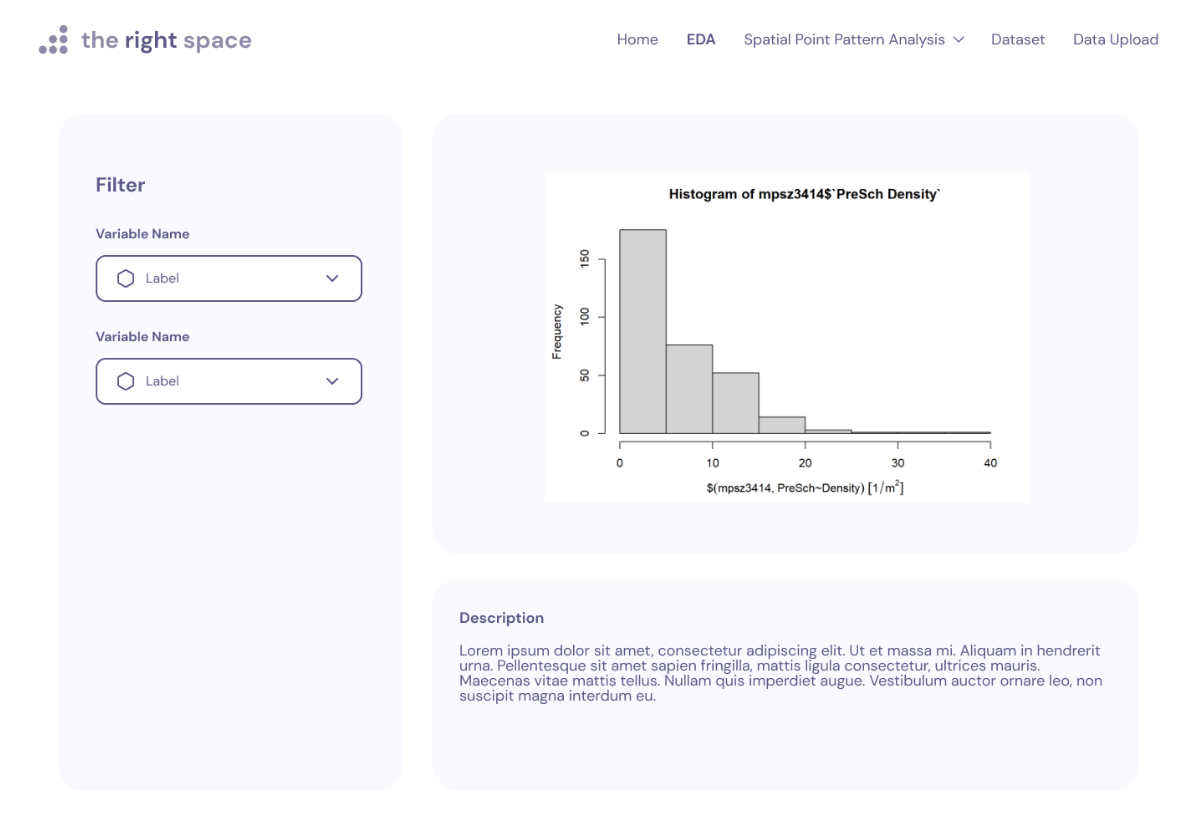 the right space
Home EDA Spatial Point Pattern Analysis Dataset Data Upload
Filter
Variable Name
Label
Variable Name
Label
Histogram of mpsz3414$`PreSch Density`
Frequency
150
100
50
0
0 10 20 30 40
$(mpsz3414, PreSch~Density) [1/m²]
Description
Lorem ipsum dolor sit amet, consectetur adipiscing elit. Ut et massa mi. Aliquam in hendrerit
urna. Pellentesque sit amet sapien fringilla, mattis ligula consectetur, ultrices mauris.
Maecenas vitae mattis tellus. Nullam quis imperdiet augue. Vestibulum auctor ornare leo, non
suscipit magna interdum eu.